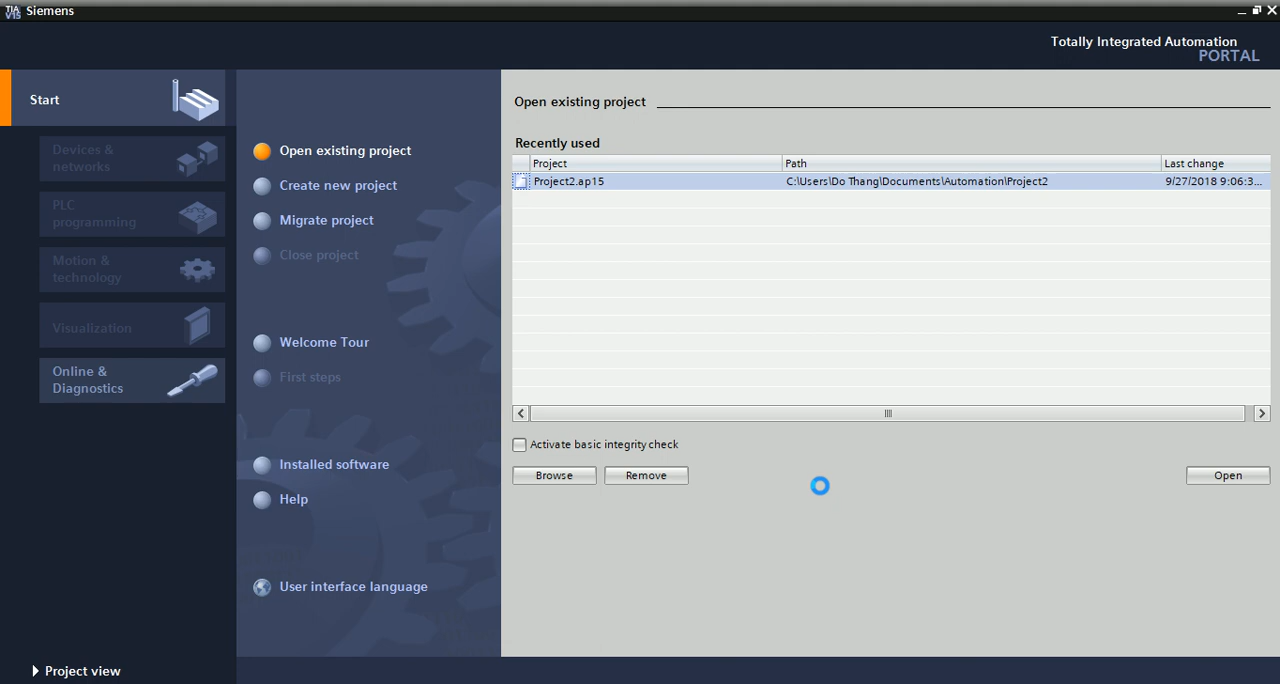 TIA
V15
Siemens
Totally Integrated Automation
PORTAL
Start
Devices &
networks
PLC
programming
Motion &
technology
Visualization
Online &
Diagnostics
Project view
Open existing project
Create new project
Migrate project
Close project
Welcome Tour
First steps
Installed software
Help
User interface language
Open existing project
Recently used
Project Path Last change
Project2.ap15 C:\Users\Do Thang\Documents\Automation\Project2 9/27/2018 9:06:3...
Activate basic integrity check
Browse Remove Open